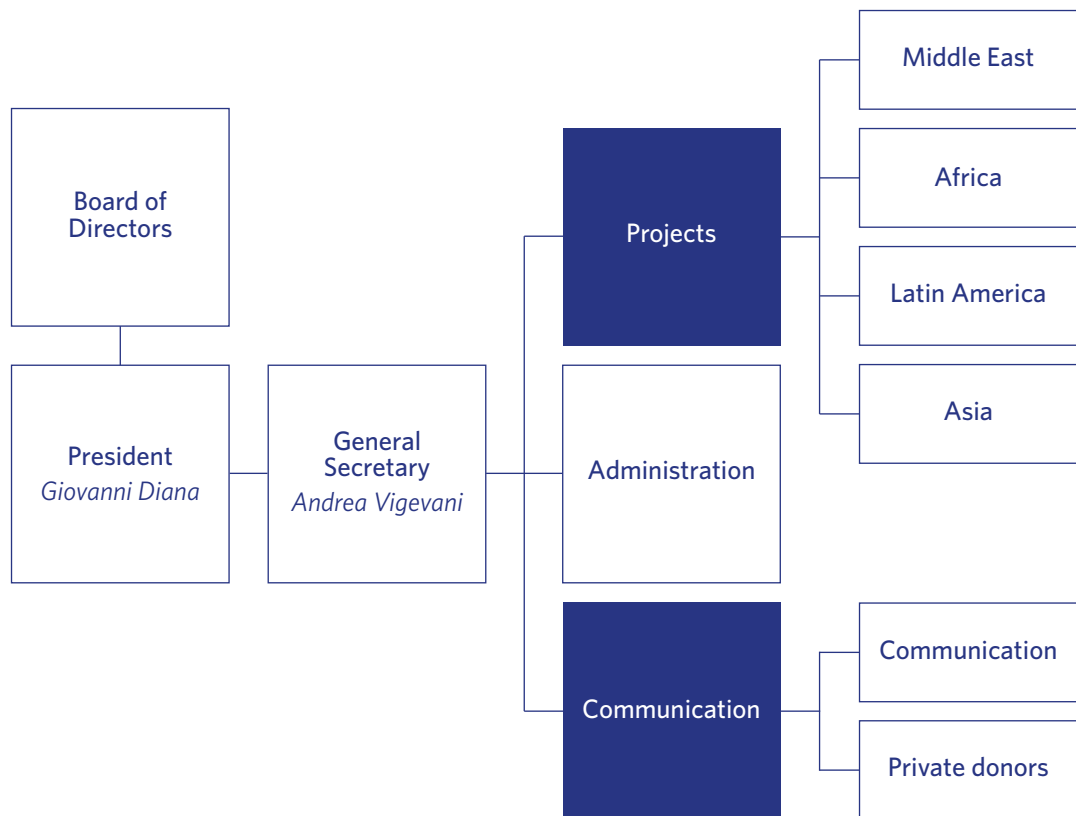 Board of
Directors
President
Giovanni Diana
General
Secretary
Andrea Vigevani
Projects
Administration
Communication
Middle East
Africa
Latin America
Asia
Communication
Private donors